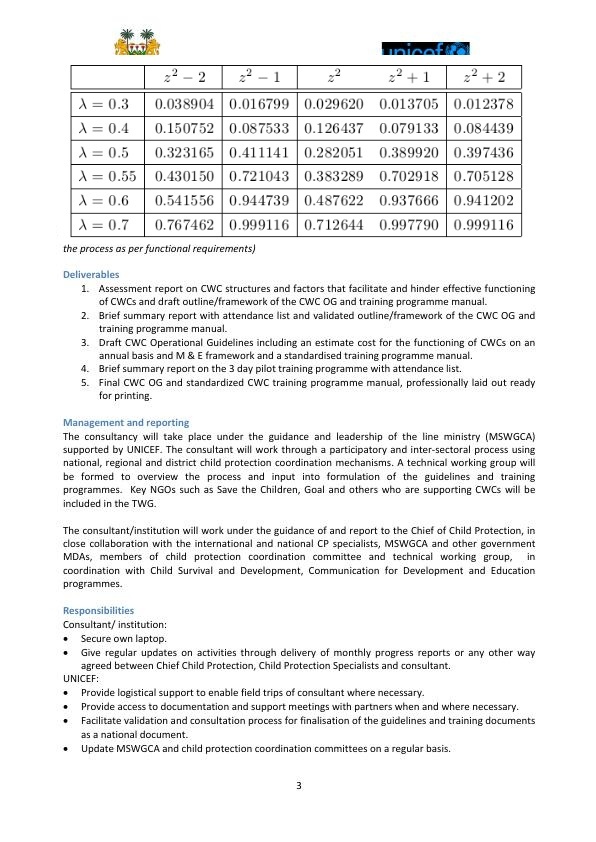 unicef
z² − 2 z² − 1 z² z² + 1 z² + 2
λ = 0.3 0.038904 0.016799 0.029620 0.013705 0.012378
λ = 0.4 0.150752 0.087533 0.126437 0.079133 0.084439
λ = 0.5 0.323165 0.411141 0.282051 0.389920 0.397436
λ = 0.55 0.430150 0.721043 0.383289 0.702918 0.705128
λ = 0.6 0.541556 0.944739 0.487622 0.937666 0.941202
λ = 0.7 0.767462 0.999116 0.712644 0.997790 0.999116
the process as per functional requirements)
Deliverables
1. Assessment report on CWC structures and factors that facilitate and hinder effective functioning
of CWCs and draft outline/framework of the CWC OG and training programme manual.
2. Brief summary report with attendance list and validated outline/framework of the CWC OG and
training programme manual.
3. Draft CWC Operational Guidelines including an estimate cost for the functioning of CWCs on an
annual basis and M & E framework and a standardised training programme manual.
4. Brief summary report on the 3 day pilot training programme with attendance list.
5. Final CWC OG and standardized CWC training programme manual, professionally laid out ready
for printing.
Management and reporting
The consultancy will take place under the guidance and leadership of the line ministry (MSWGCA)
supported by UNICEF. The consultant will work through a participatory and inter-sectoral process using
national, regional and district child protection coordination mechanisms. A technical working group will
be formed to overview the process and input into formulation of the guidelines and training
programmes. Key NGOs such as Save the Children, Goal and others who are supporting CWCs will be
included in the TWG.
The consultant/institution will work under the guidance of and report to the Chief of Child Protection, in
close collaboration with the international and national CP specialists, MSWGCA and other government
MDAs, members of child protection coordination committee and technical working group, in
coordination with Child Survival and Development, Communication for Development and Education
programmes.
Responsibilities
Consultant/ institution:
• Secure own laptop.
• Give regular updates on activities through delivery of monthly progress reports or any other way
agreed between Chief Child Protection, Child Protection Specialists and consultant.
UNICEF:
• Provide logistical support to enable field trips of consultant where necessary.
• Provide access to documentation and support meetings with partners when and where necessary.
• Facilitate validation and consultation process for finalisation of the guidelines and training documents
as a national document.
• Update MSWGCA and child protection coordination committees on a regular basis.
3